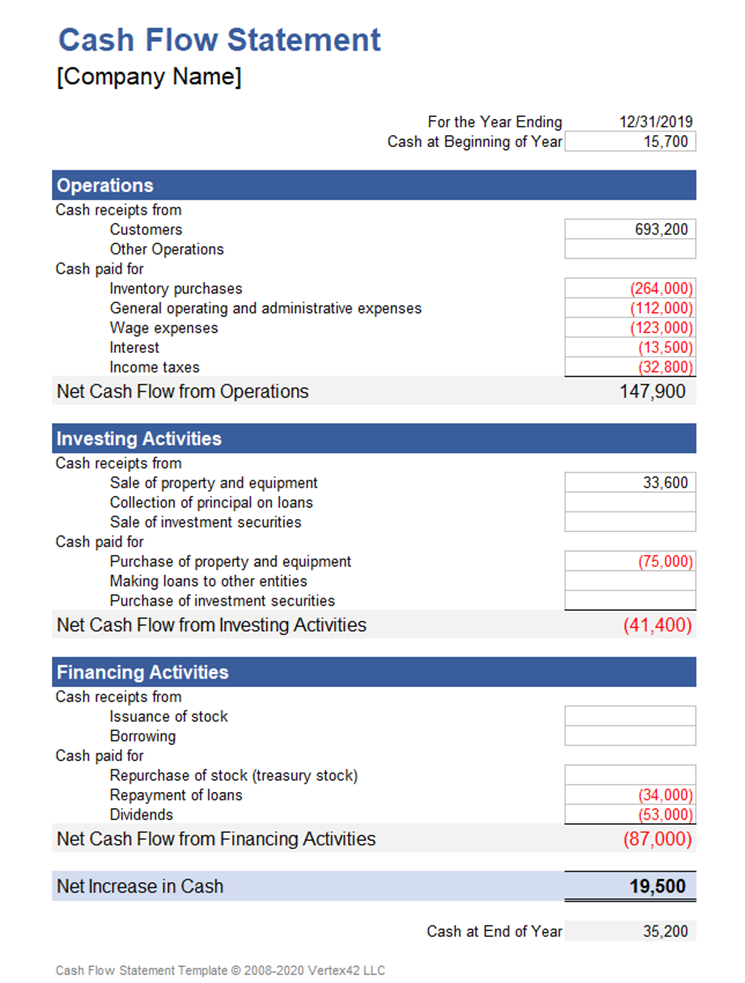 Cash Flow Statement
[Company Name]
For the Year Ending 12/31/2019
Cash at Beginning of Year 15,700
Operations
Cash receipts from
Customers 693,200
Other Operations
Cash paid for
Inventory purchases (264,000)
General operating and administrative expenses (112,000)
Wage expenses (123,000)
Interest (13,500)
Income taxes (32,800)
Net Cash Flow from Operations 147,900
Investing Activities
Cash receipts from
Sale of property and equipment 33,600
Collection of principal on loans
Sale of investment securities
Cash paid for
Purchase of property and equipment (75,000)
Making loans to other entities
Purchase of investment securities
Net Cash Flow from Investing Activities (41,400)
Financing Activities
Cash receipts from
Issuance of stock
Borrowing
Cash paid for
Repurchase of stock (treasury stock)
Repayment of loans (34,000)
Dividends (53,000)
Net Cash Flow from Financing Activities (87,000)
Net Increase in Cash 19,500
Cash at End of Year 35,200
Cash Flow Statement Template © 2008-2020 Vertex42 LLC